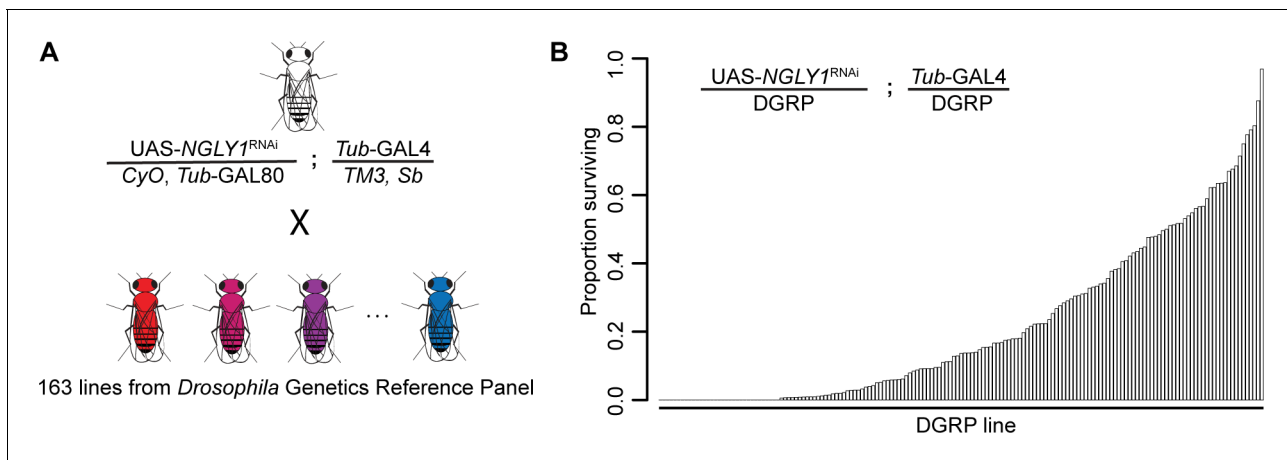 A
UAS-NGLY1RNAi
CyO, Tub-GAL80
;
Tub-GAL4
TM3, Sb
X
...
163 lines from Drosophila Genetics Reference Panel
B
UAS-NGLY1RNAi
DGRP
;
Tub-GAL4
DGRP
Proportion surviving
1.0
0.8
0.6
0.4
0.2
0.0
DGRP line